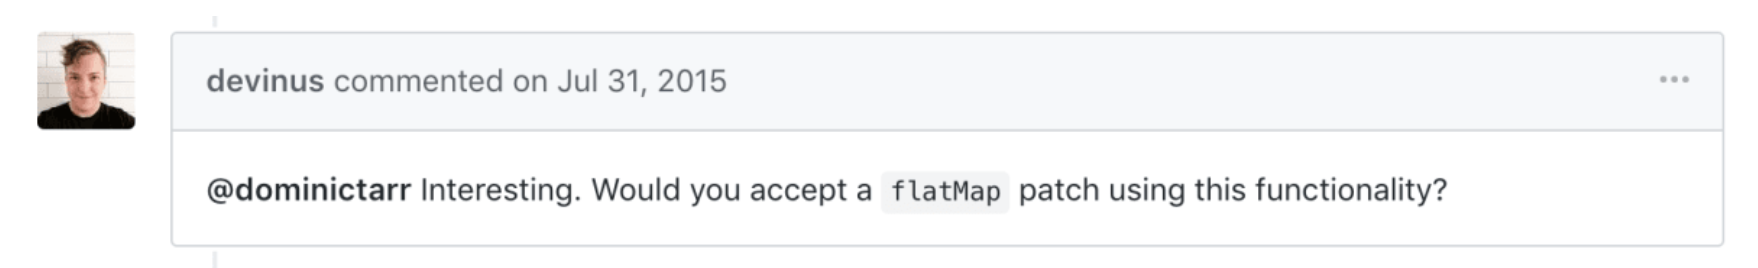 devinus commented on Jul 31, 2015
@dominictarr Interesting. Would you accept a flatMap patch using this functionality?